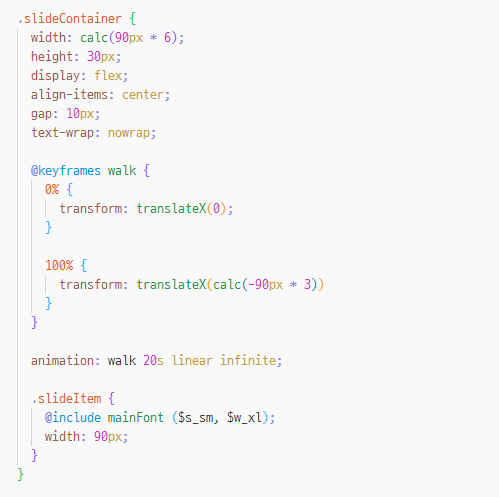 .slideContainer {
width: calc(90px * 6);
height: 30px;
display: flex;
align-items: center;
gap: 10px;
text-wrap: nowrap;
@keyframes walk {
0% {
transform: translateX(0);
}
100% {
transform: translateX(calc(-90px * 3))
}
}
animation: walk 20s linear infinite;
.slideItem {
@include mainFont ($s_sm, $w_xl);
width: 90px;
}
}